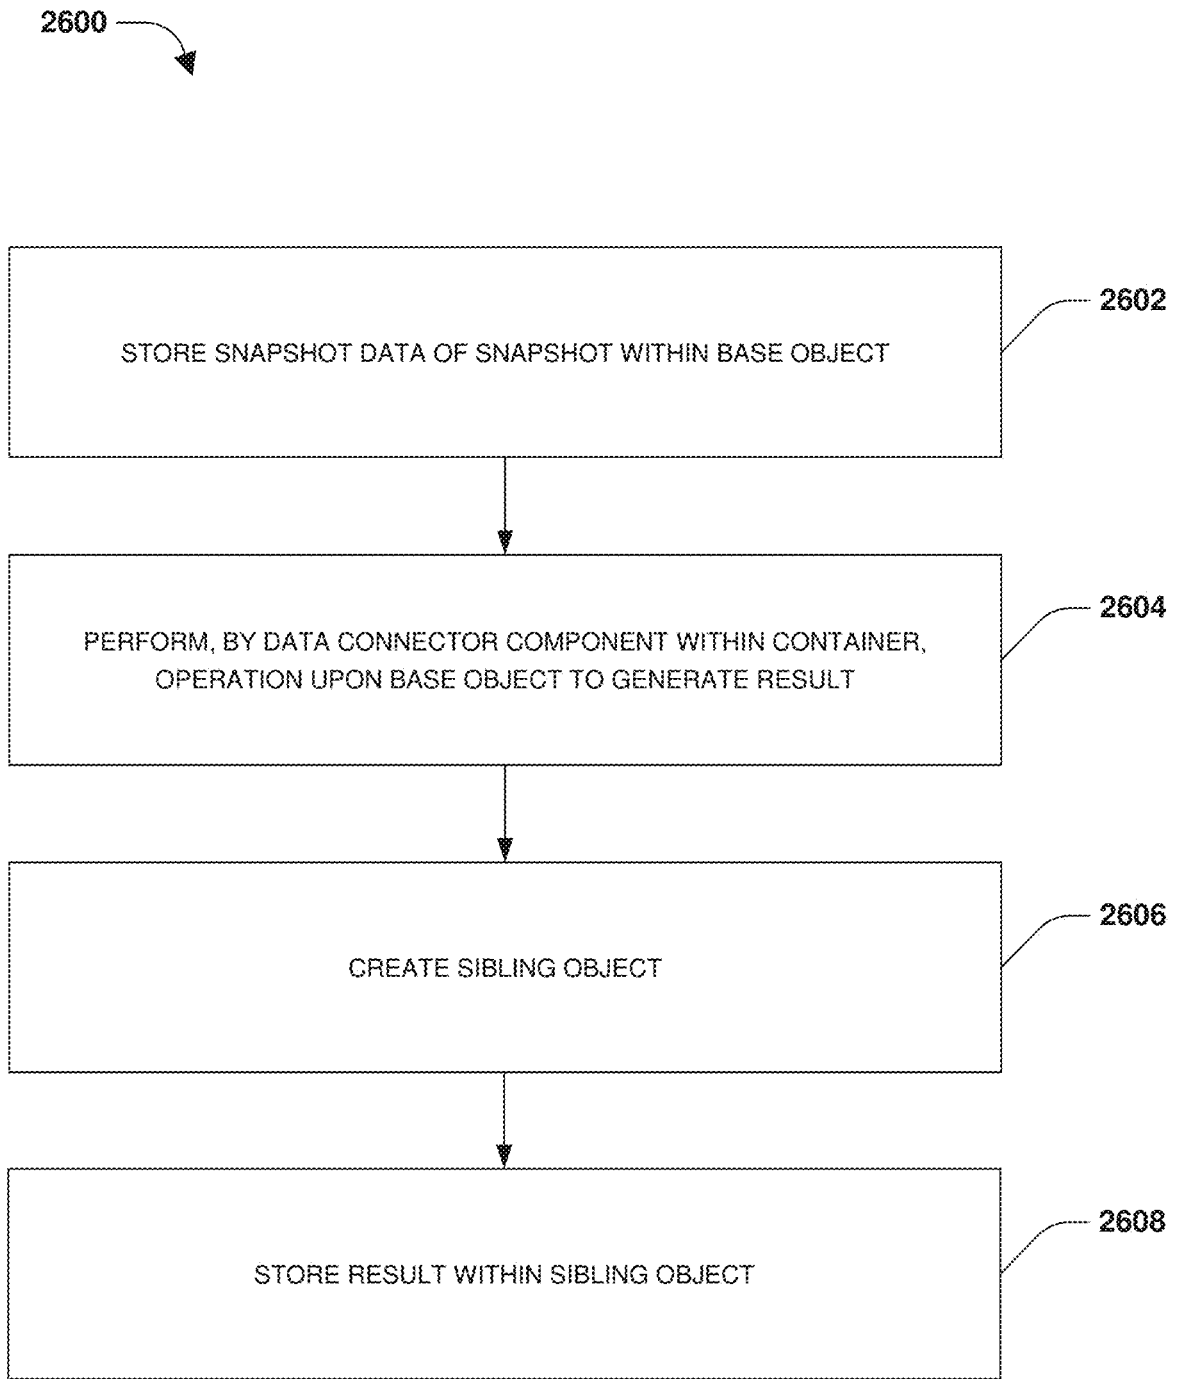 2600
2602
STORE SNAPSHOT DATA OF SNAPSHOT WITHIN BASE OBJECT
2604
PERFORM, BY DATA CONNECTOR COMPONENT WITHIN CONTAINER,
OPERATION UPON BASE OBJECT TO GENERATE RESULT
2606
CREATE SIBLING OBJECT
2608
STORE RESULT WITHIN SIBLING OBJECT